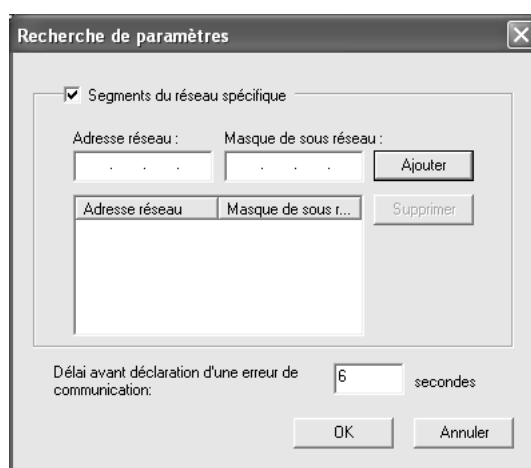 Recherche de paramètres
Segments du réseau spécifique
Adresse réseau : Masque de sous réseau :
. . . . . . Ajouter
Adresse réseau Masque de sous r... Supprimer
Délai avant déclaration d'une erreur de
communication:
6 secondes
OK Annuler